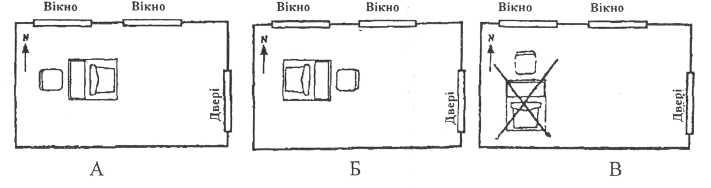 Вікно Вікно Вікно Вікно Вікно Вікно
א א א
Двері Двері Двері
А Б В